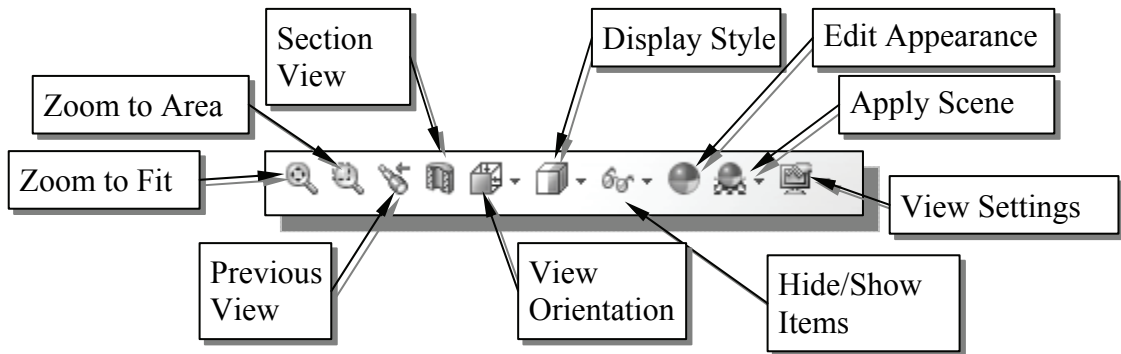 Section
View
Display Style
Edit Appearance
Zoom to Area
Apply Scene
Zoom to Fit
View Settings
Previous
View
View
Orientation
Hide/Show
Items